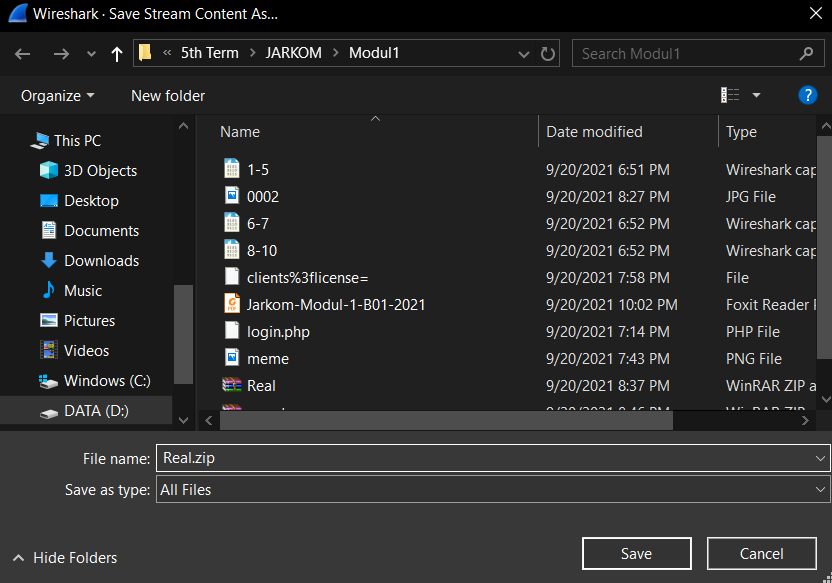 Wireshark · Save Stream Content As...
« 5th Term > JARKOM > Modul1
Search Modul1
Organize
New folder
?
Name
Date modified
Type
This PC
3D Objects
Desktop
Documents
Downloads
Music
Pictures
Videos
Windows (C:)
DATA (D:)
1-5 9/20/2021 6:51 PM Wireshark cap
0002 9/20/2021 8:27 PM JPG File
6-7 9/20/2021 6:52 PM Wireshark cap
8-10 9/20/2021 6:52 PM Wireshark cap
clients%3flicense= 9/20/2021 7:58 PM File
Jarkom-Modul-1-B01-2021 9/20/2021 10:02 PM Foxit Reader
login.php 9/20/2021 7:14 PM PHP File
meme 9/20/2021 7:43 PM PNG File
Real 9/20/2021 8:37 PM WinRAR ZIP a
File name: Real.zip
Save as type: All Files
Hide Folders
Save
Cancel